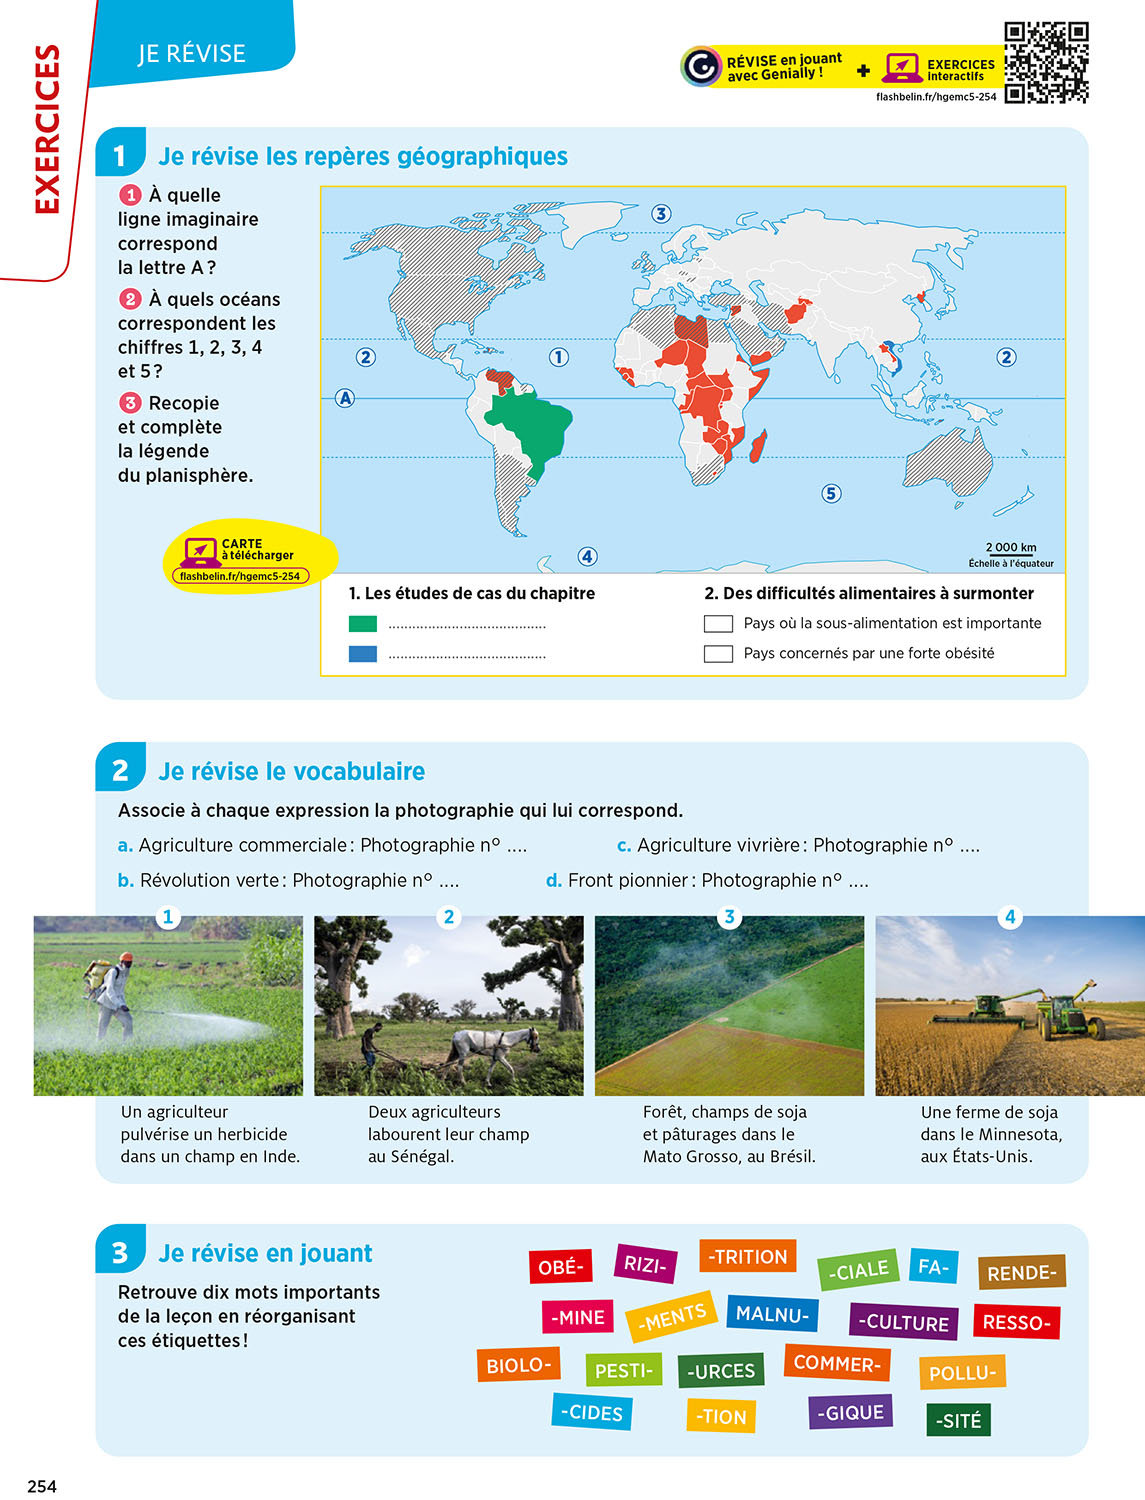 EXERCICES
JE RÉVISE
RÉVISE en jouant
avec Genially !
+
EXERCICES
interactifs
flashbelin.fr/hgemc5-254
1 Je révise les repères géographiques
1 À quelle
ligne imaginaire
correspond
la lettre A ?
2 À quels océans
correspondent les
chiffres 1, 2, 3, 4
et 5 ?
3 Recopie
et complète
la légende
du planisphère.
CARTE
à télécharger
flashbelin.fr/hgemc5-254
3
2
1
2
A
5
4
2 000 km
Échelle à l'équateur
1. Les études de cas du chapitre
........................................
........................................
2. Des difficultés alimentaires à surmonter
Pays où la sous-alimentation est importante
Pays concernés par une forte obésité
2 Je révise le vocabulaire
Associe à chaque expression la photographie qui lui correspond.
a. Agriculture commerciale : Photographie n° ....
c. Agriculture vivrière : Photographie n° ....
b. Révolution verte : Photographie n° ....
d. Front pionnier : Photographie n° ....
1
2
3
4
Un agriculteur
pulvérise un herbicide
dans un champ en Inde.
Deux agriculteurs
labourent leur champ
au Sénégal.
Forêt, champs de soja
et pâturages dans le
Mato Grosso, au Brésil.
Une ferme de soja
dans le Minnesota,
aux États-Unis.
3 Je révise en jouant
Retrouve dix mots importants
de la leçon en réorganisant
ces étiquettes !
OBÉ-
RIZI-
-TRITION
-CIALE
FA-
RENDE-
-MINE
-MENTS
MALNU-
-CULTURE
RESSO-
BIOLO-
PESTI-
-URCES
COMMER-
POLLU-
-CIDES
-TION
-GIQUE
-SITÉ
254